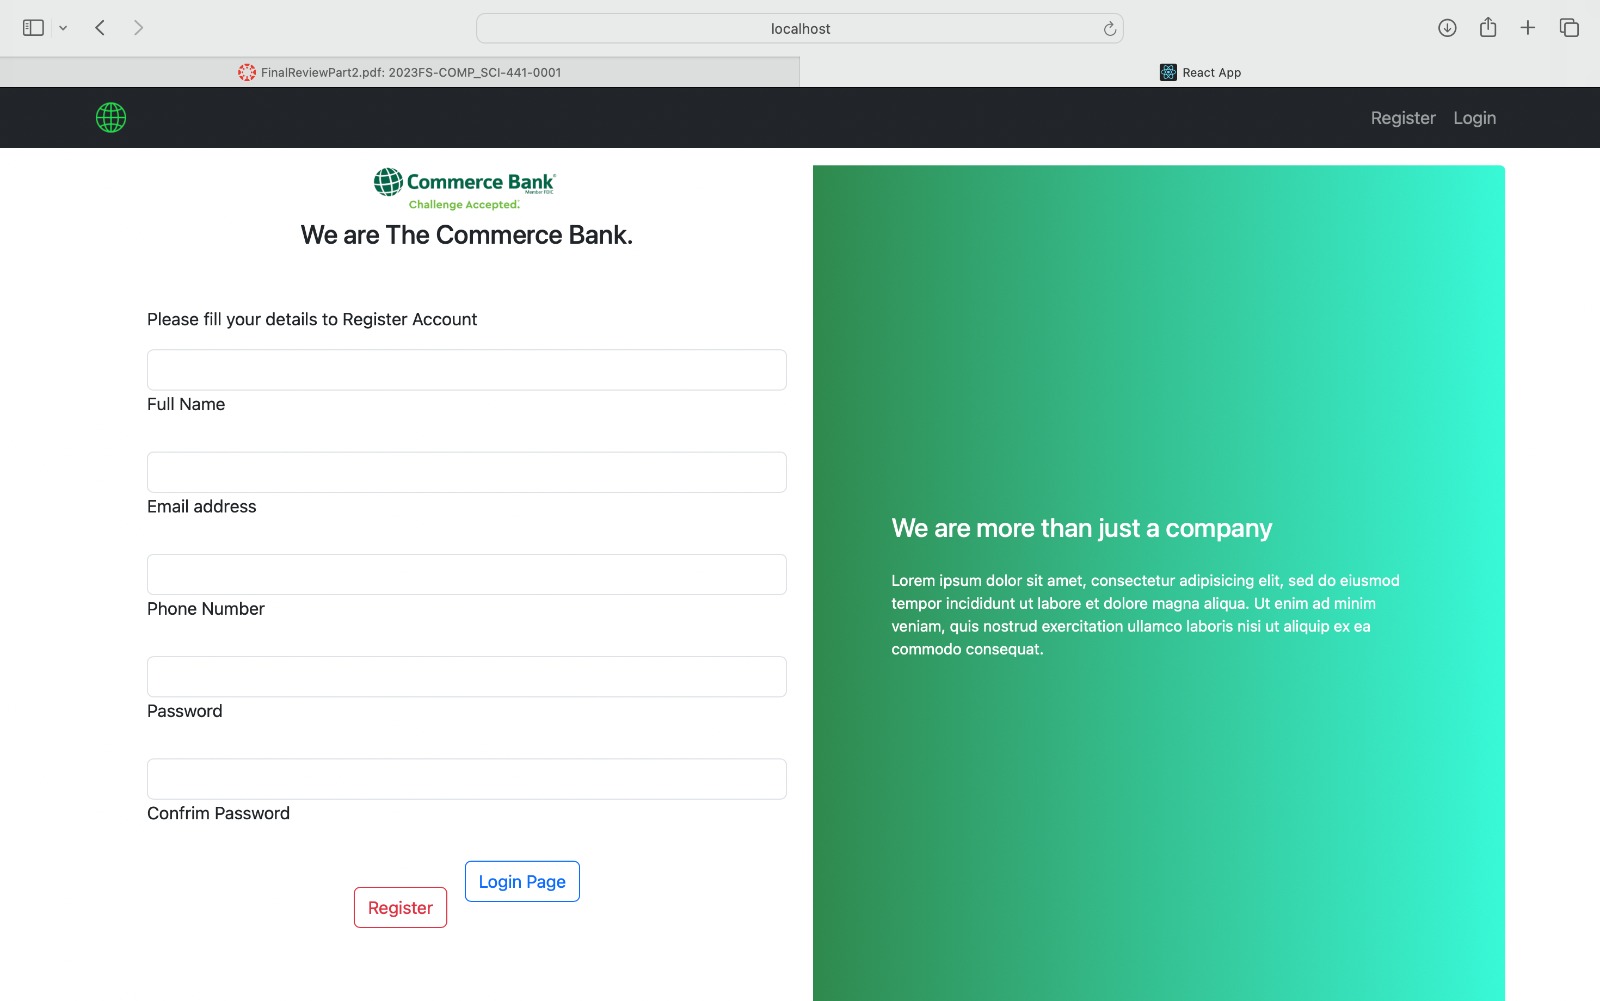 localhost
FinalReviewPart2.pdf: 2023FS-COMP_SCI-441-0001
React App
Register Login
Commerce Bank
Member FDIC
Challenge Accepted.
We are The Commerce Bank.
Please fill your details to Register Account
Full Name
Email address
Phone Number
Password
Confrim Password
Login Page
Register
We are more than just a company
Lorem ipsum dolor sit amet, consectetur adipisicing elit, sed do eiusmod
tempor incididunt ut labore et dolore magna aliqua. Ut enim ad minim
veniam, quis nostrud exercitation ullamco laboris nisi ut aliquip ex ea
commodo consequat.